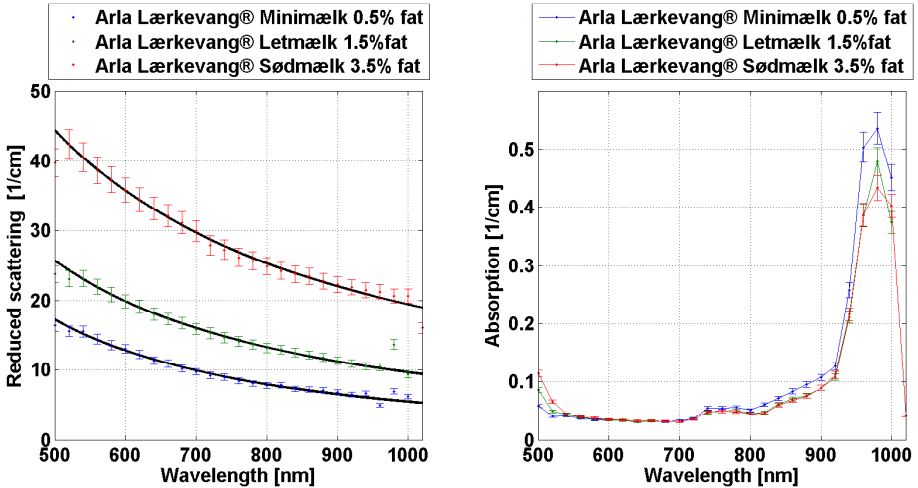 Arla Lærkevang® Minimælk 0.5% fat
Arla Lærkevang® Letmælk 1.5%fat
Arla Lærkevang® Sødmælk 3.5% fat
50
40
30
20
10
0
Reduced scattering [1/cm]
500 600 700 800 900 1000
Wavelength [nm]
Arla Lærkevang® Minimælk 0.5% fat
Arla Lærkevang® Letmælk 1.5%fat
Arla Lærkevang® Sødmælk 3.5% fat
0.5
0.4
0.3
0.2
0.1
0
Absorption [1/cm]
500 600 700 800 900 1000
Wavelength [nm]